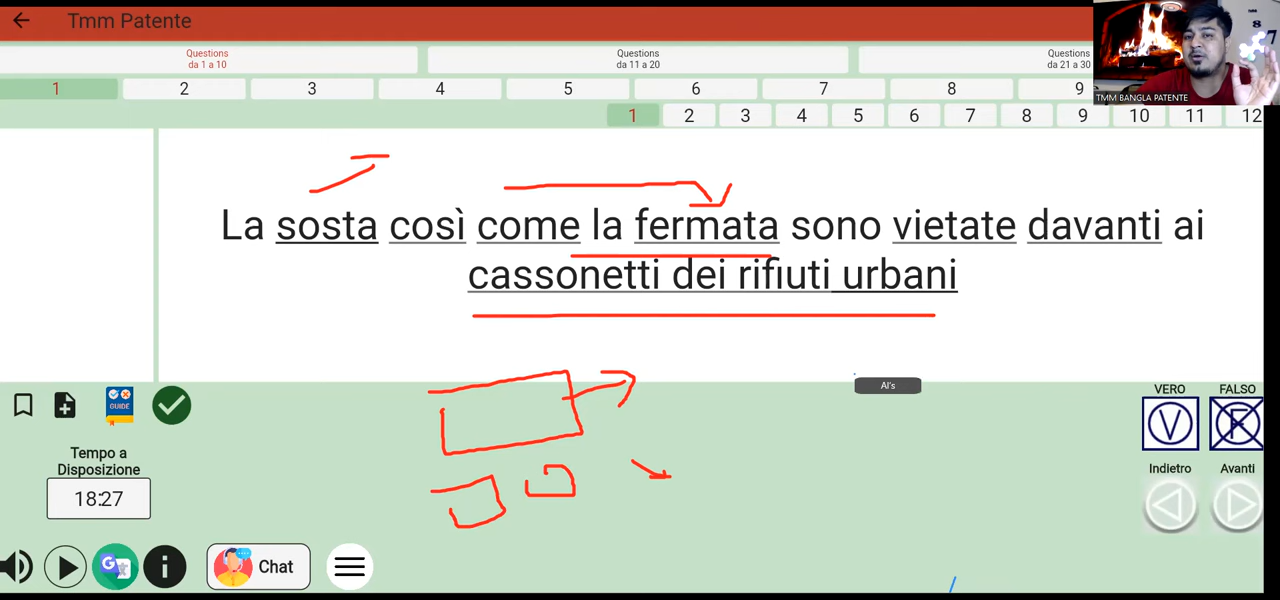 Tmm Patente
Questions
da 1 a 10
Questions
da 11 a 20
Questions
da 21 a 30
1 2 3 4 5 6 7 8 9
1 2 3 4 5 6 7 8 9 10 11 12
TMM BANGLA PATENTE
La sosta così come la fermata sono vietate davanti ai
cassonetti dei rifiuti urbani
AI's
GUIDE
VERO FALSO
V F
Tempo a
Disposizione
18:27
Indietro Avanti
G
i
Chat